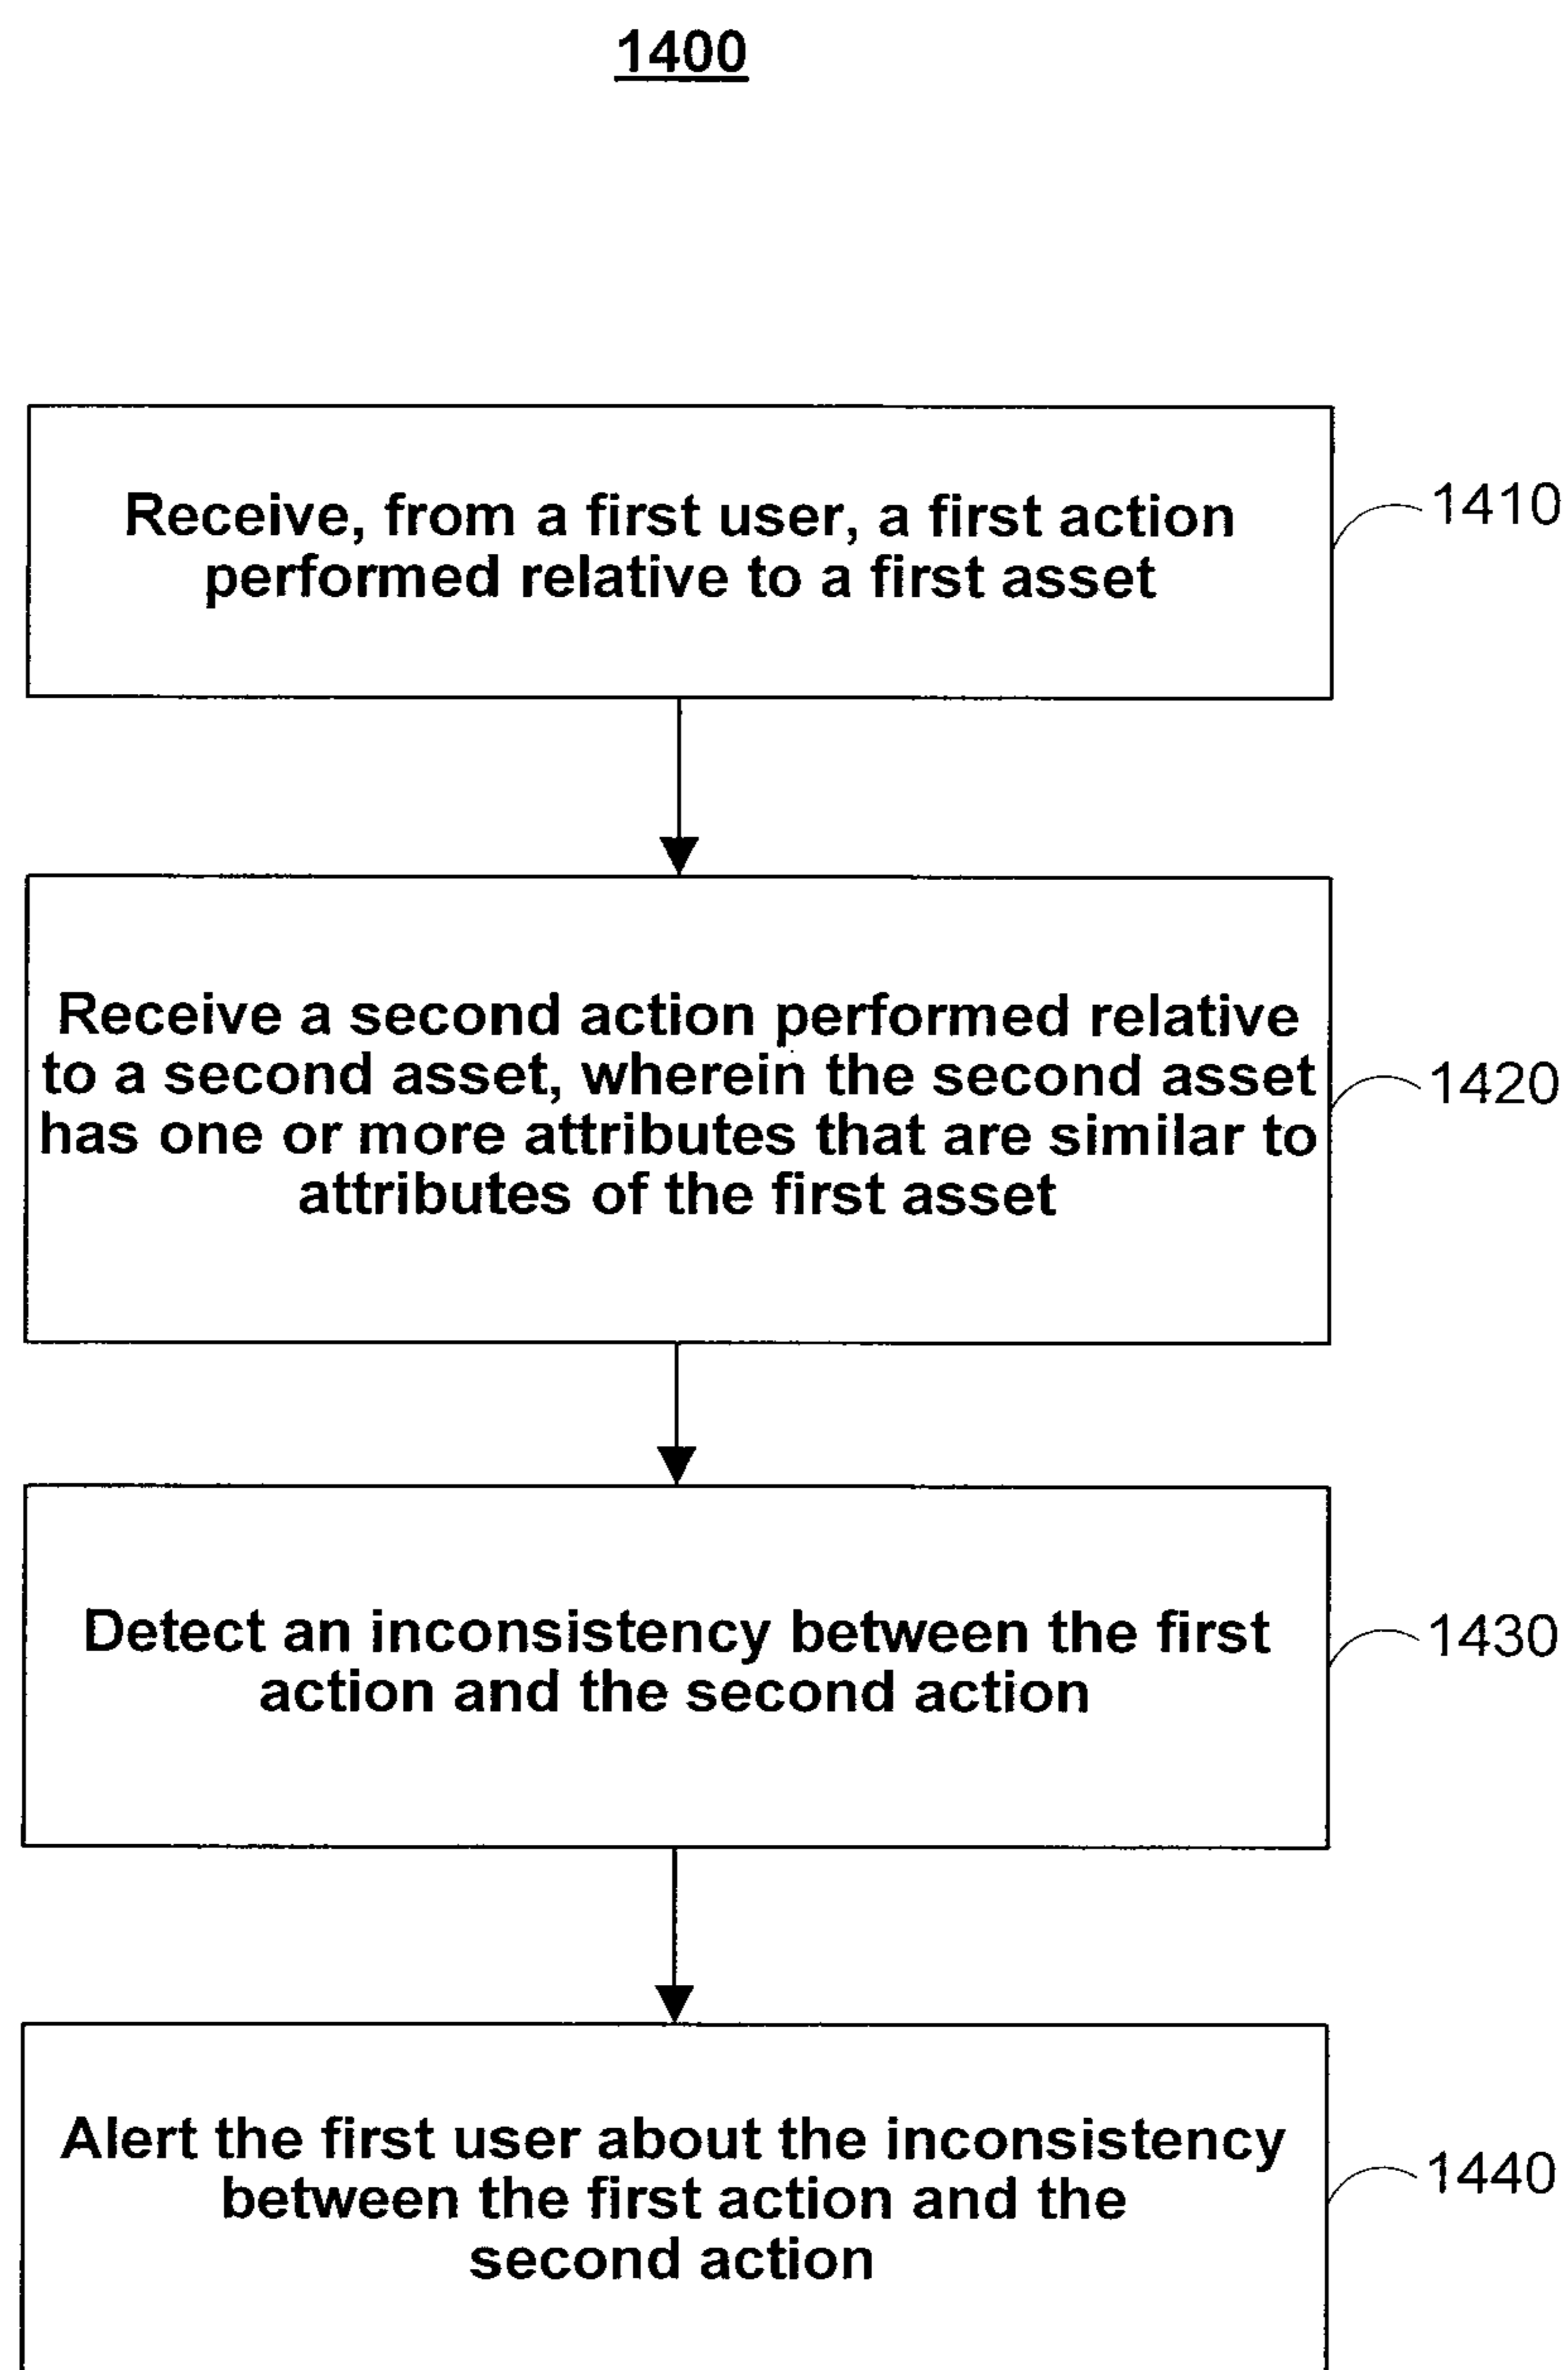 1400
Receive, from a first user, a first action
performed relative to a first asset
1410
Receive a second action performed relative
to a second asset, wherein the second asset
has one or more attributes that are similar to
attributes of the first asset
1420
Detect an inconsistency between the first
action and the second action
1430
Alert the first user about the inconsistency
between the first action and the
second action
1440